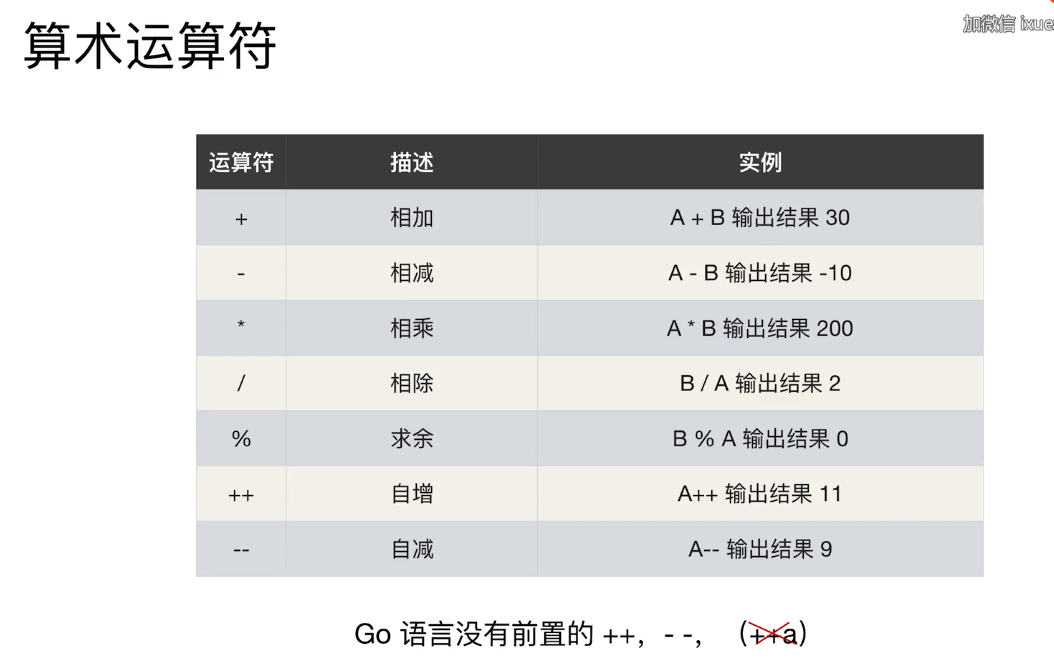 算术运算符
加微信 ixue
运算符 描述 实例
+ 相加 A + B 输出结果 30
- 相减 A - B 输出结果 -10
* 相乘 A * B 输出结果 200
/ 相除 B / A 输出结果 2
% 求余 B % A 输出结果 0
++ 自增 A++ 输出结果 11
-- 自减 A-- 输出结果 9
Go 语言没有前置的 ++，- -，（++a）